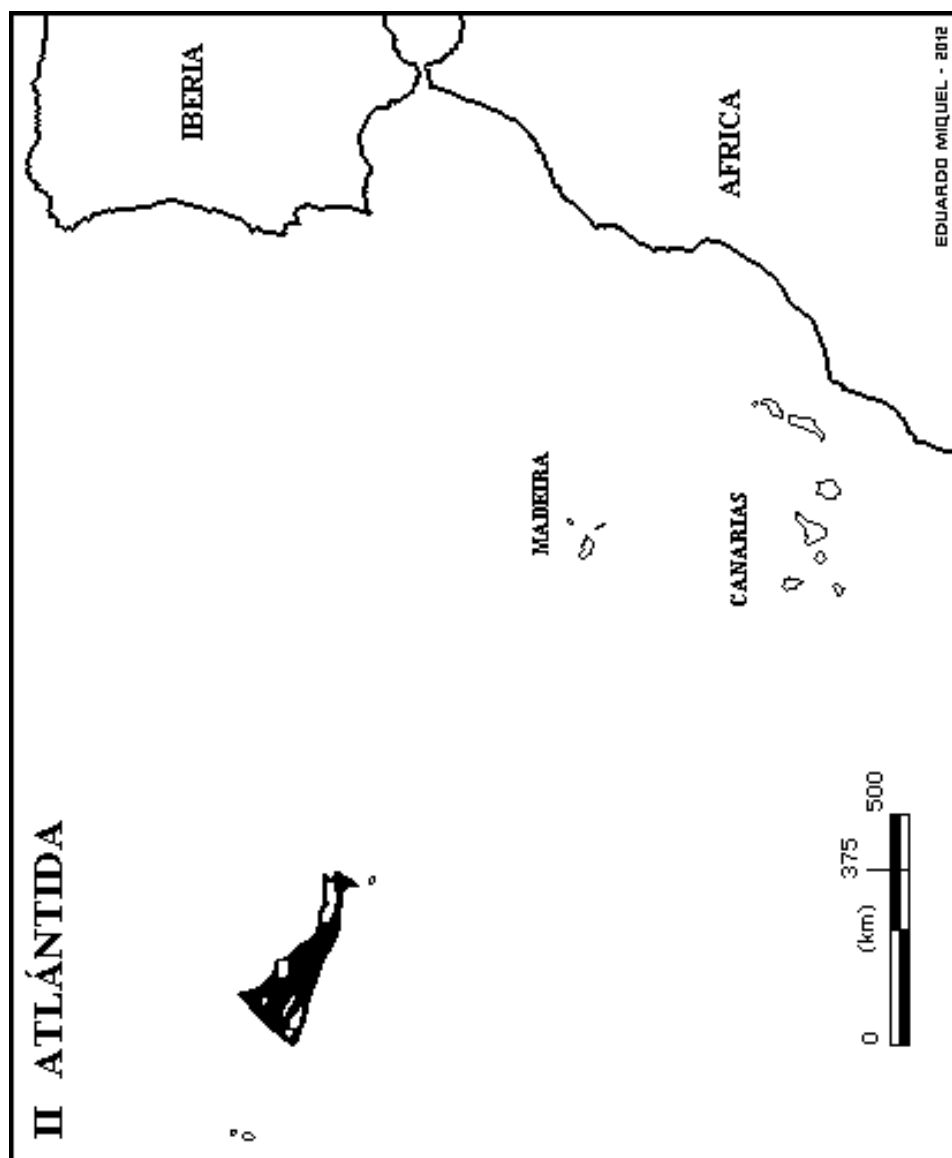 II ATLÁNTIDA
IBERIA
MADEIRA
AFRICA
CANARIAS
375
0 (km) 500
EDUARDO MIQUEL - 2012